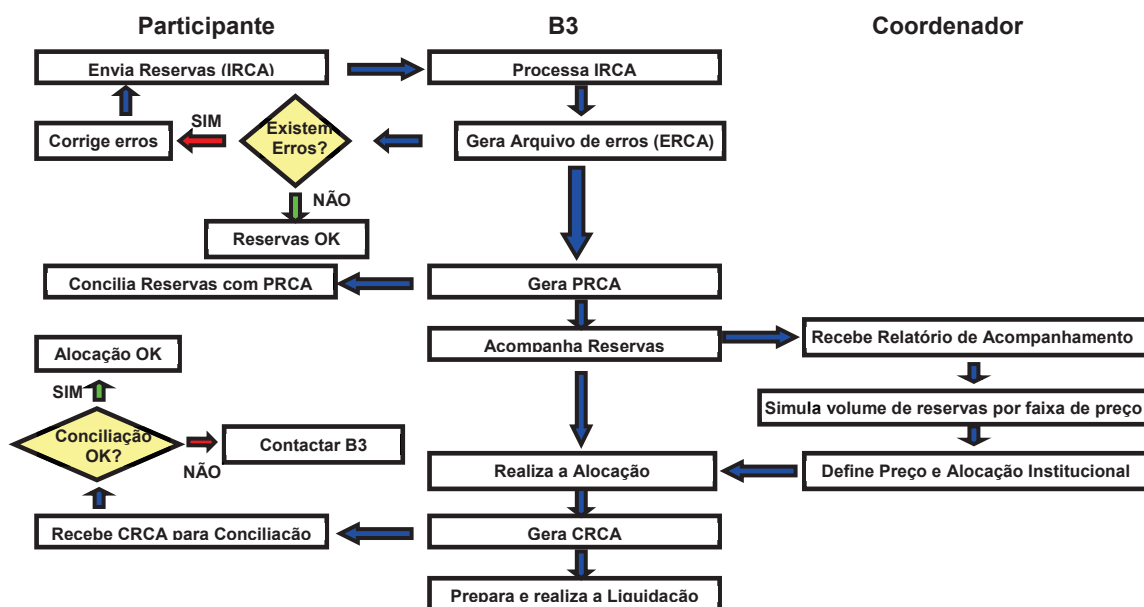 Participante
B3
Coordenador
Envia Reservas (IRCA)
Processa IRCA
SIM
Existem
Erros?
Corrige erros
Gera Arquivo de erros (ERCA)
NÃO
Reservas OK
Concilia Reservas com PRCA
Gera PRCA
Acompanha Reservas
Recebe Relatório de Acompanhamento
Alocação OK
SIM
Simula volume de reservas por faixa de preço
Conciliação
OK?
NÃO
Contactar B3
Realiza a Alocação
Define Preço e Alocação Institucional
Recebe CRCA para Conciliação
Gera CRCA
Prepara e realiza a Liquidação